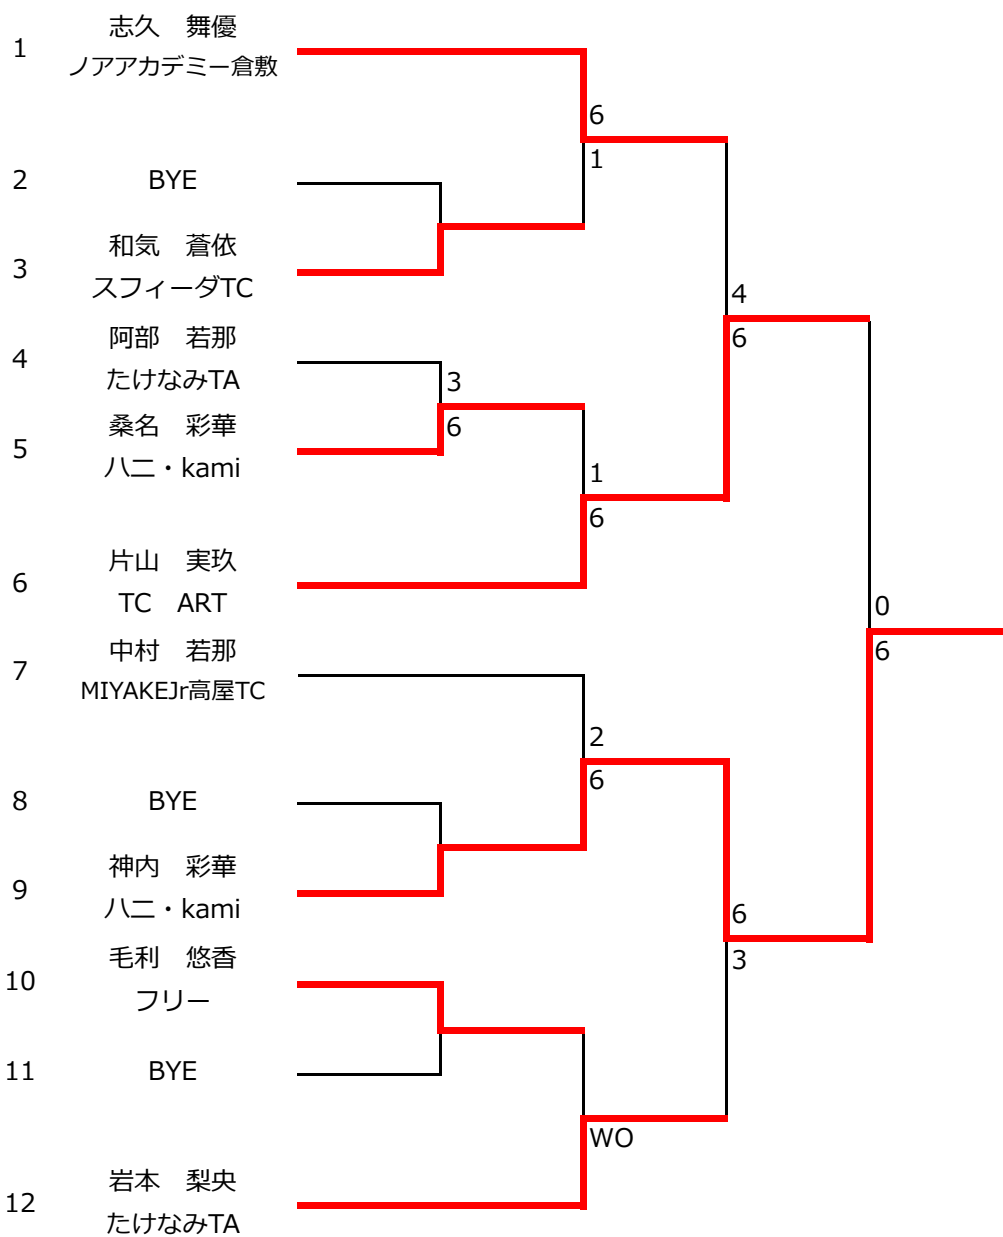 志久　舞優
1
ノアアカデミー倉敷
6
1
2
BYE
和気　蒼依
3
スフィーダTC
4
6
阿部　若那
4
たけなみTA
3
6
桑名　彩華
5
ハニ・kami
1
6
片山　実玖
6
TC　ART
0
6
中村　若那
7
MIYAKEJr高屋TC
2
6
8
BYE
神内　彩華
9
ハニ・kami
6
3
毛利　悠香
10
フリー
11
BYE
WO
岩本　梨央
12
たけなみTA